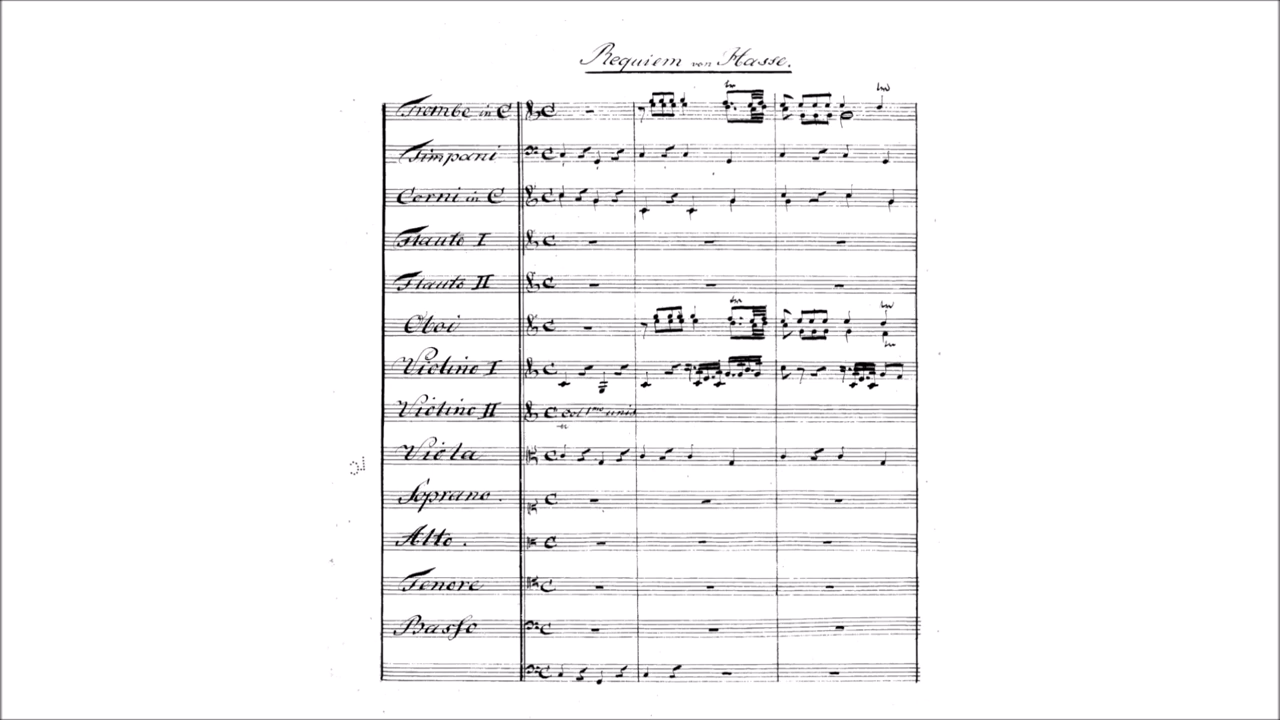 Requiem von Hasse.
Trombe in C
Timpani
Corni in C
Flauto I
Flauto II
Oboi
Violino I
Violino II
col 1mo unis
Viola
Soprano.
Alto.
Tenore
Basso